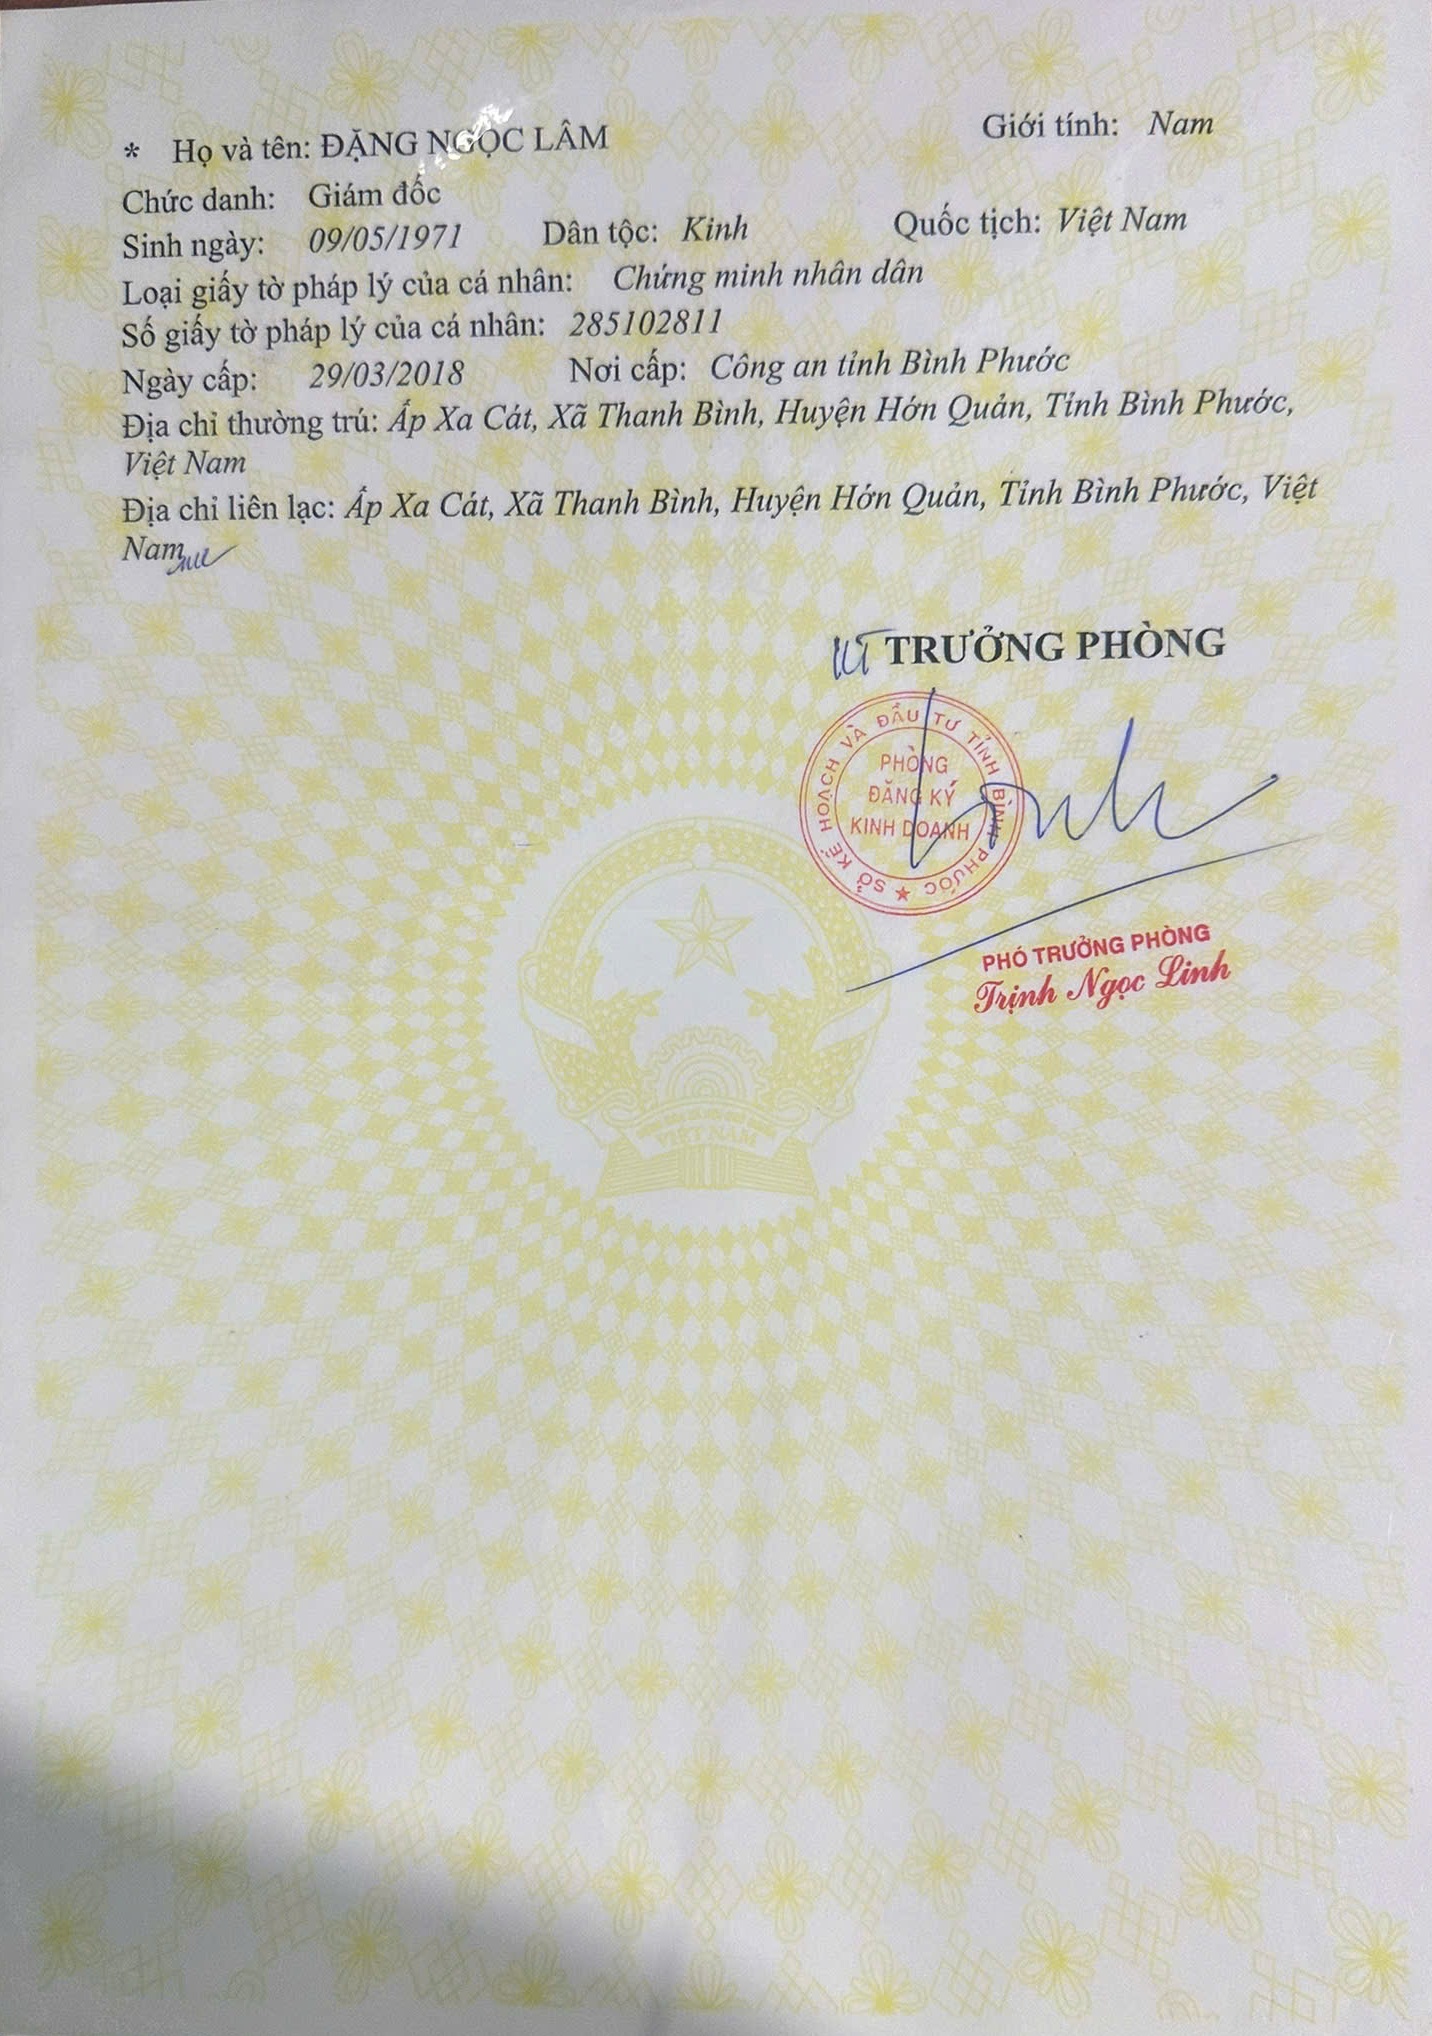 * Họ và tên: ĐẶNG NGỌC LÂM Giới tính: Nam
Chức danh: Giám đốc
Sinh ngày: 09/05/1971 Dân tộc: Kinh Quốc tịch: Việt Nam
Loại giấy tờ pháp lý của cá nhân: Chứng minh nhân dân
Số giấy tờ pháp lý của cá nhân: 285102811
Ngày cấp: 29/03/2018 Nơi cấp: Công an tỉnh Bình Phước
Địa chỉ thường trú: Ấp Xa Cát, Xã Thanh Bình, Huyện Hớn Quản, Tỉnh Bình Phước,
Việt Nam
Địa chỉ liên lạc: Ấp Xa Cát, Xã Thanh Bình, Huyện Hớn Quản, Tỉnh Bình Phước, Việt
Nam
TRƯỞNG PHÒNG
SỞ KẾ HOẠCH VÀ ĐẦU TƯ TỈNH BÌNH PHƯỚC ★
PHÒNG
ĐĂNG KÝ
KINH DOANH
PHÓ TRƯỞNG PHÒNG
Trịnh Ngọc Linh
VIỆT NAM